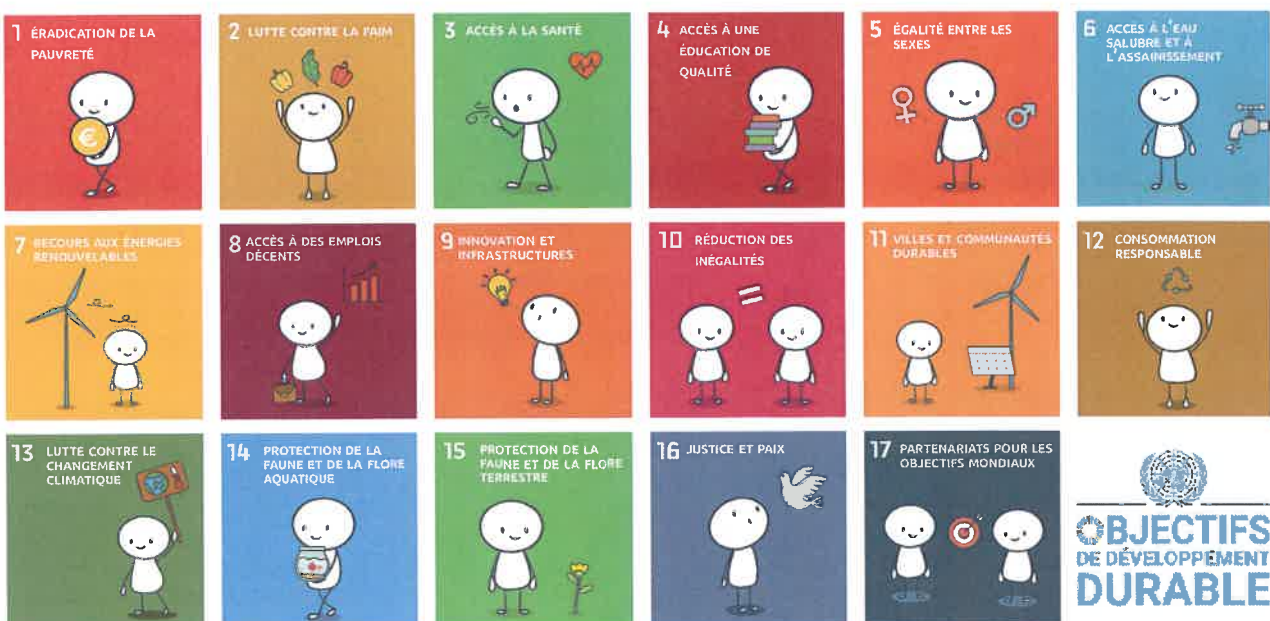 1 ÉRADICATION DE LA
PAUVRETÉ
2 LUTTE CONTRE LA FAIM
3 ACCÈS À LA SANTÉ
4 ACCÈS À UNE
ÉDUCATION DE
QUALITÉ
5 ÉGALITÉ ENTRE LES
SEXES
6 ACCÈS À L'EAU
SALUBRE ET À
L'ASSAINISSEMENT
€
7 RECOURS AUX ÉNERGIES
RENOUVELABLES
8 ACCÈS À DES EMPLOIS
DÉCENTS
9 INNOVATION ET
INFRASTRUCTURES
10 RÉDUCTION DES
INÉGALITÉS
11 VILLES ET COMMUNAUTÉS
DURABLES
12 CONSOMMATION
RESPONSABLE
13 LUTTE CONTRE LE
CHANGEMENT
CLIMATIQUE
14 PROTECTION DE LA
FAUNE ET DE LA FLORE
AQUATIQUE
15 PROTECTION DE LA
FAUNE ET DE LA FLORE
TERRESTRE
16 JUSTICE ET PAIX
17 PARTENARIATS POUR LES
OBJECTIFS MONDIAUX
OBJECTIFS
DE DÉVELOPPEMENT
DURABLE